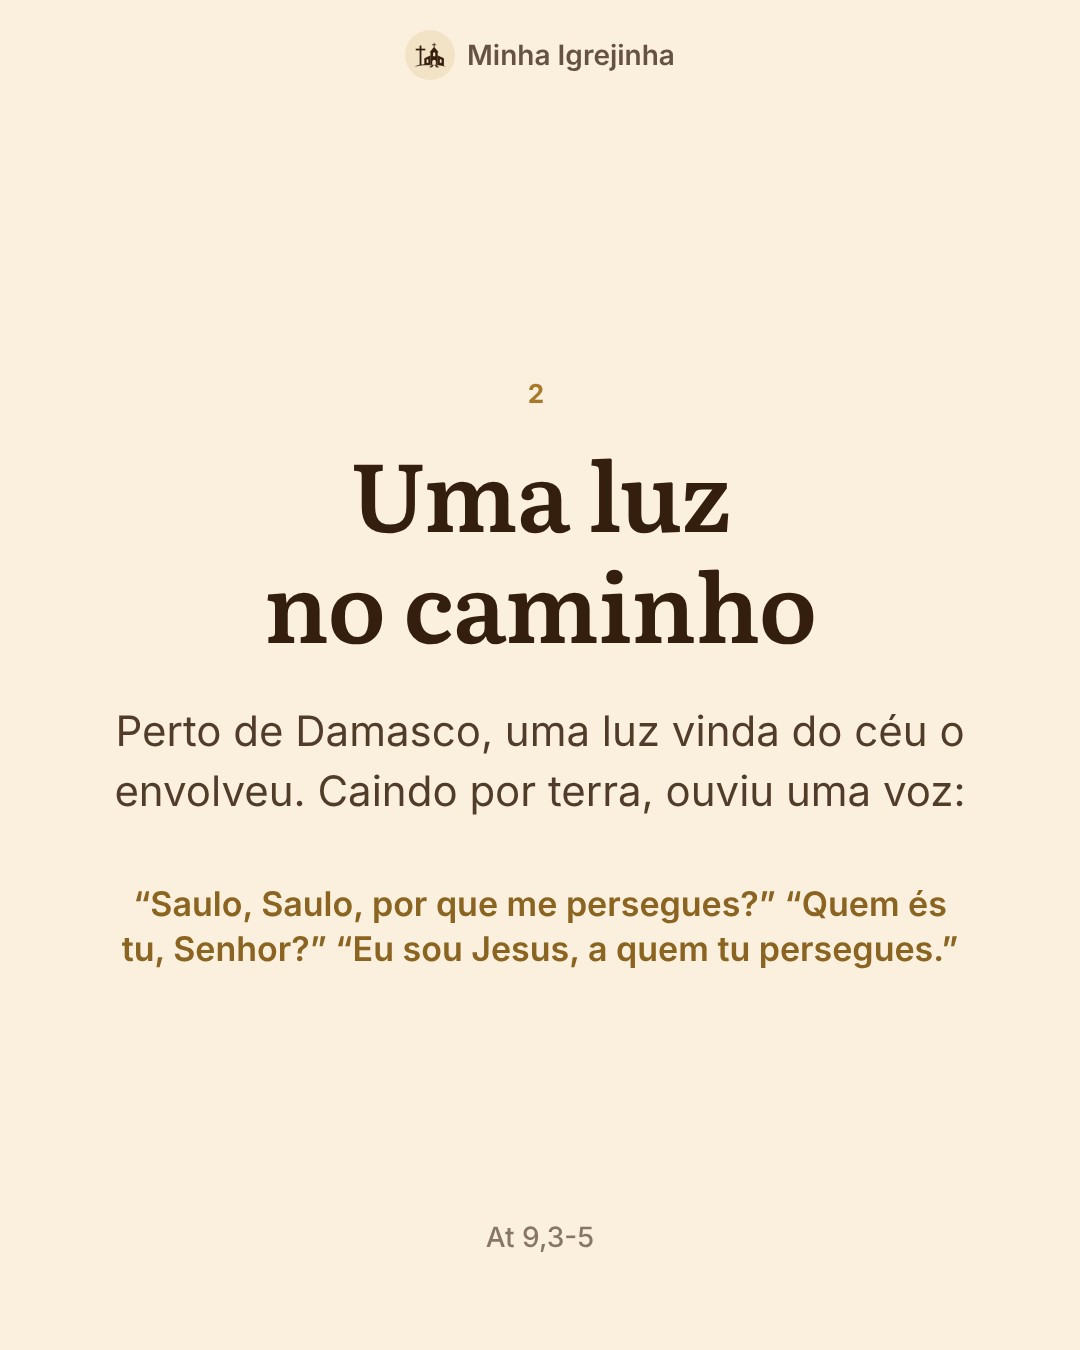 Minha Igrejinha
2
Uma luz
no caminho
Perto de Damasco, uma luz vinda do céu o
envolveu. Caindo por terra, ouviu uma voz:
“Saulo, Saulo, por que me persegues?” “Quem és
tu, Senhor?” “Eu sou Jesus, a quem tu persegues.”
At 9,3-5